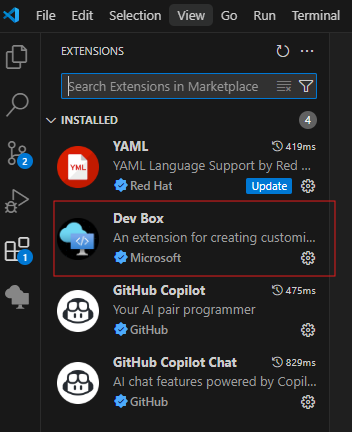 File Edit Selection View Go Run Terminal
EXTENSIONS
Search Extensions in Marketplace
INSTALLED 4
YAML 419ms
YAML Language Support by Red ...
Red Hat Update
YML
Dev Box
An extension for creating customi...
Microsoft
GitHub Copilot 475ms
Your AI pair programmer
GitHub
GitHub Copilot Chat 829ms
AI chat features powered by Copil...
GitHub
2
1